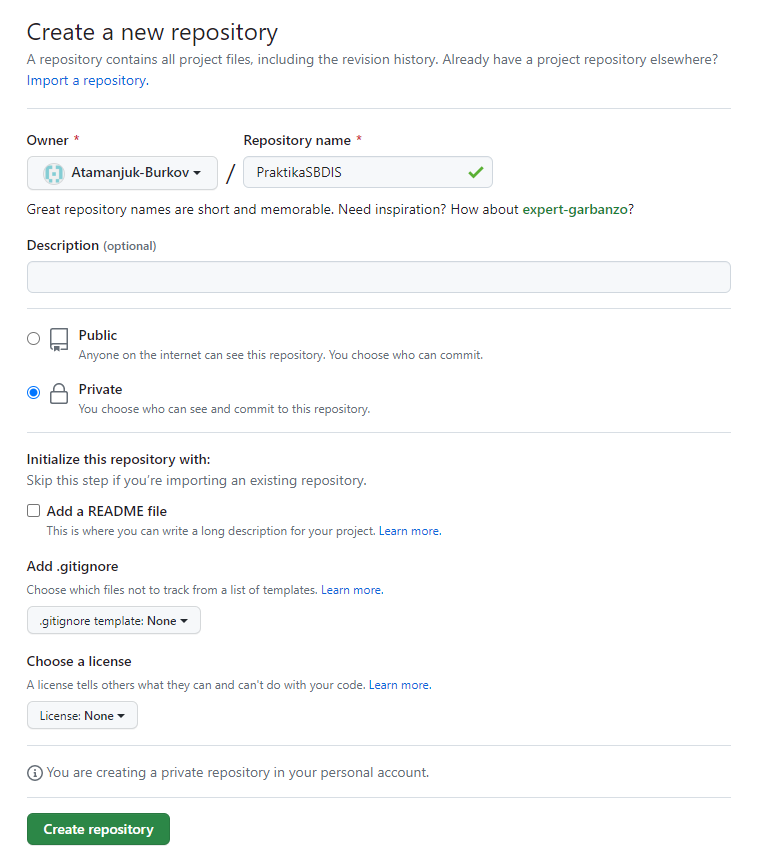 Create a new repository
A repository contains all project files, including the revision history. Already have a project repository elsewhere?
Import a repository.
Owner *
Repository name *
Atamanjuk-Burkov
/
PraktikaSBDIS
Great repository names are short and memorable. Need inspiration? How about expert-garbanzo?
Description (optional)
Public
Anyone on the internet can see this repository. You choose who can commit.
Private
You choose who can see and commit to this repository.
Initialize this repository with:
Skip this step if you're importing an existing repository.
Add a README file
This is where you can write a long description for your project. Learn more.
Add .gitignore
Choose which files not to track from a list of templates. Learn more.
.gitignore template: None
Choose a license
A license tells others what they can and can't do with your code. Learn more.
License: None
You are creating a private repository in your personal account.
Create repository